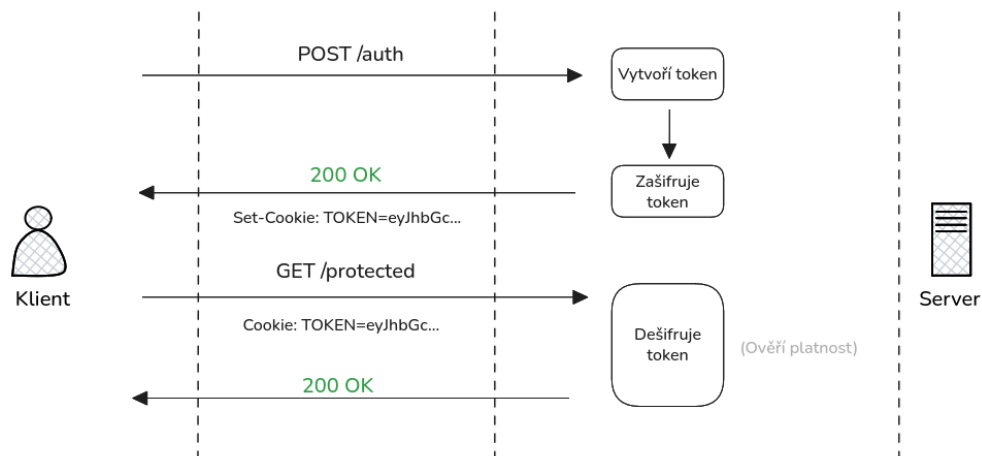 POST /auth
Vytvoří token
200 OK
Zašifruje
token
Set-Cookie: TOKEN=eyJhbGc...
GET /protected
Klient
Server
Cookie: TOKEN=eyJhbGc...
Dešifruje
token
(Ověří platnost)
200 OK